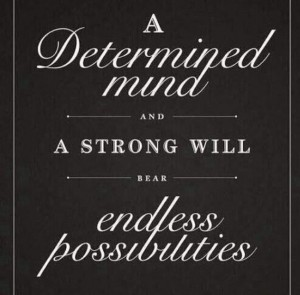 A
Determined
mind
AND
A STRONG WILL
BEAR
endless
possibilities